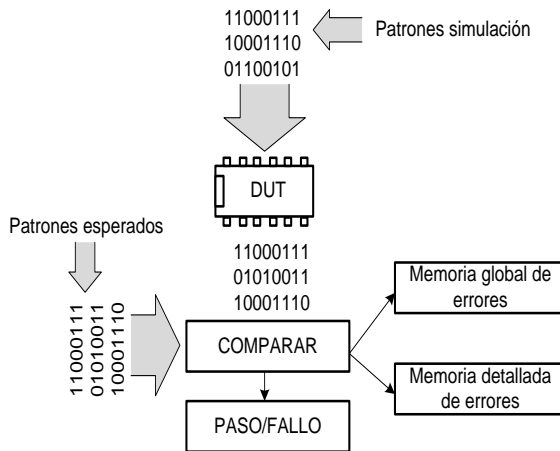 11000111
10001110
01100101
Patrones simulación
DUT
Patrones esperados
11000111
01010011
10001110
11000111
01010011
10001110
COMPARAR
Memoria global de
errores
Memoria detallada
de errores
PASO/FALLO